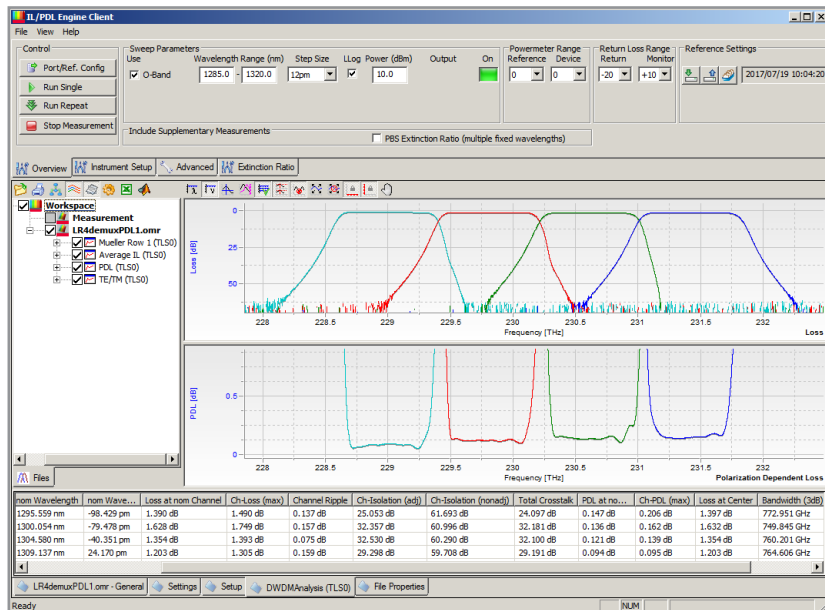 IL/PDL Engine Client
File View Help
Control
Port/Ref. Config
Run Single
Run Repeat
Stop Measurement
Sweep Parameters
Use Wavelength Range (nm) Step Size LLog Power (dBm) Output On
O-Band 1285.0 - 1320.0 12pm 10.0
Include Supplementary Measurements
PBS Extinction Ratio (multiple fixed wavelengths)
Powermeter Range
Reference Device
0 0
Return Loss Range
Return Monitor
-20 +10
Reference Settings
2017/07/19 10:04:20
Overview Instrument Setup Advanced Extinction Ratio
Workspace
Measurement
LR4demuxPDL1.omr
Mueller Row 1 (TLS0)
Average IL (TLS0)
PDL (TLS0)
TE/TM (TLS0)
Files
Loss [dB]
0
25
50
228 228.5 229 229.5 230 230.5 231 231.5 232
Frequency [THz]
Loss
PDL [dB]
0.5
0
228 228.5 229 229.5 230 230.5 231 231.5 232
Frequency [THz]
Polarization Dependent Loss
nom Wavelength nom Wave... Loss at nom Channel Ch-Loss (max) Channel Ripple Ch-Isolation (adj) Ch-Isolation (nonadj) Total Crosstalk PDL at no... Ch-PDL (max) Loss at Center Bandwidth (3dB)
1295.559 nm -98.429 pm 1.390 dB 1.490 dB 0.137 dB 25.053 dB 61.693 dB 24.097 dB 0.147 dB 0.206 dB 1.397 dB 772.951 GHz
1300.054 nm -79.478 pm 1.628 dB 1.749 dB 0.157 dB 32.357 dB 60.996 dB 32.181 dB 0.136 dB 0.162 dB 1.632 dB 749.845 GHz
1304.580 nm -40.351 pm 1.354 dB 1.393 dB 0.075 dB 32.530 dB 60.290 dB 32.100 dB 0.121 dB 0.139 dB 1.354 dB 760.201 GHz
1309.137 nm 24.170 pm 1.203 dB 1.305 dB 0.159 dB 29.298 dB 59.708 dB 29.191 dB 0.094 dB 0.095 dB 1.203 dB 764.606 GHz
LR4demuxPDL1.omr - General Settings Setup DWDMAnalysis (TLS0) File Properties
Ready NUM